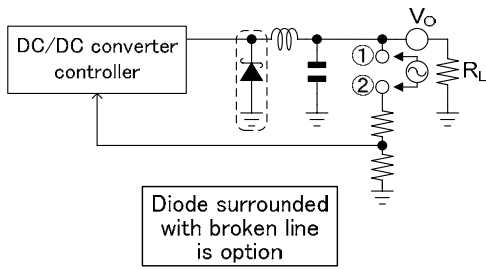 DC/DC converter
controller
Vo
①
②
RL
Diode surrounded
with broken line
is option